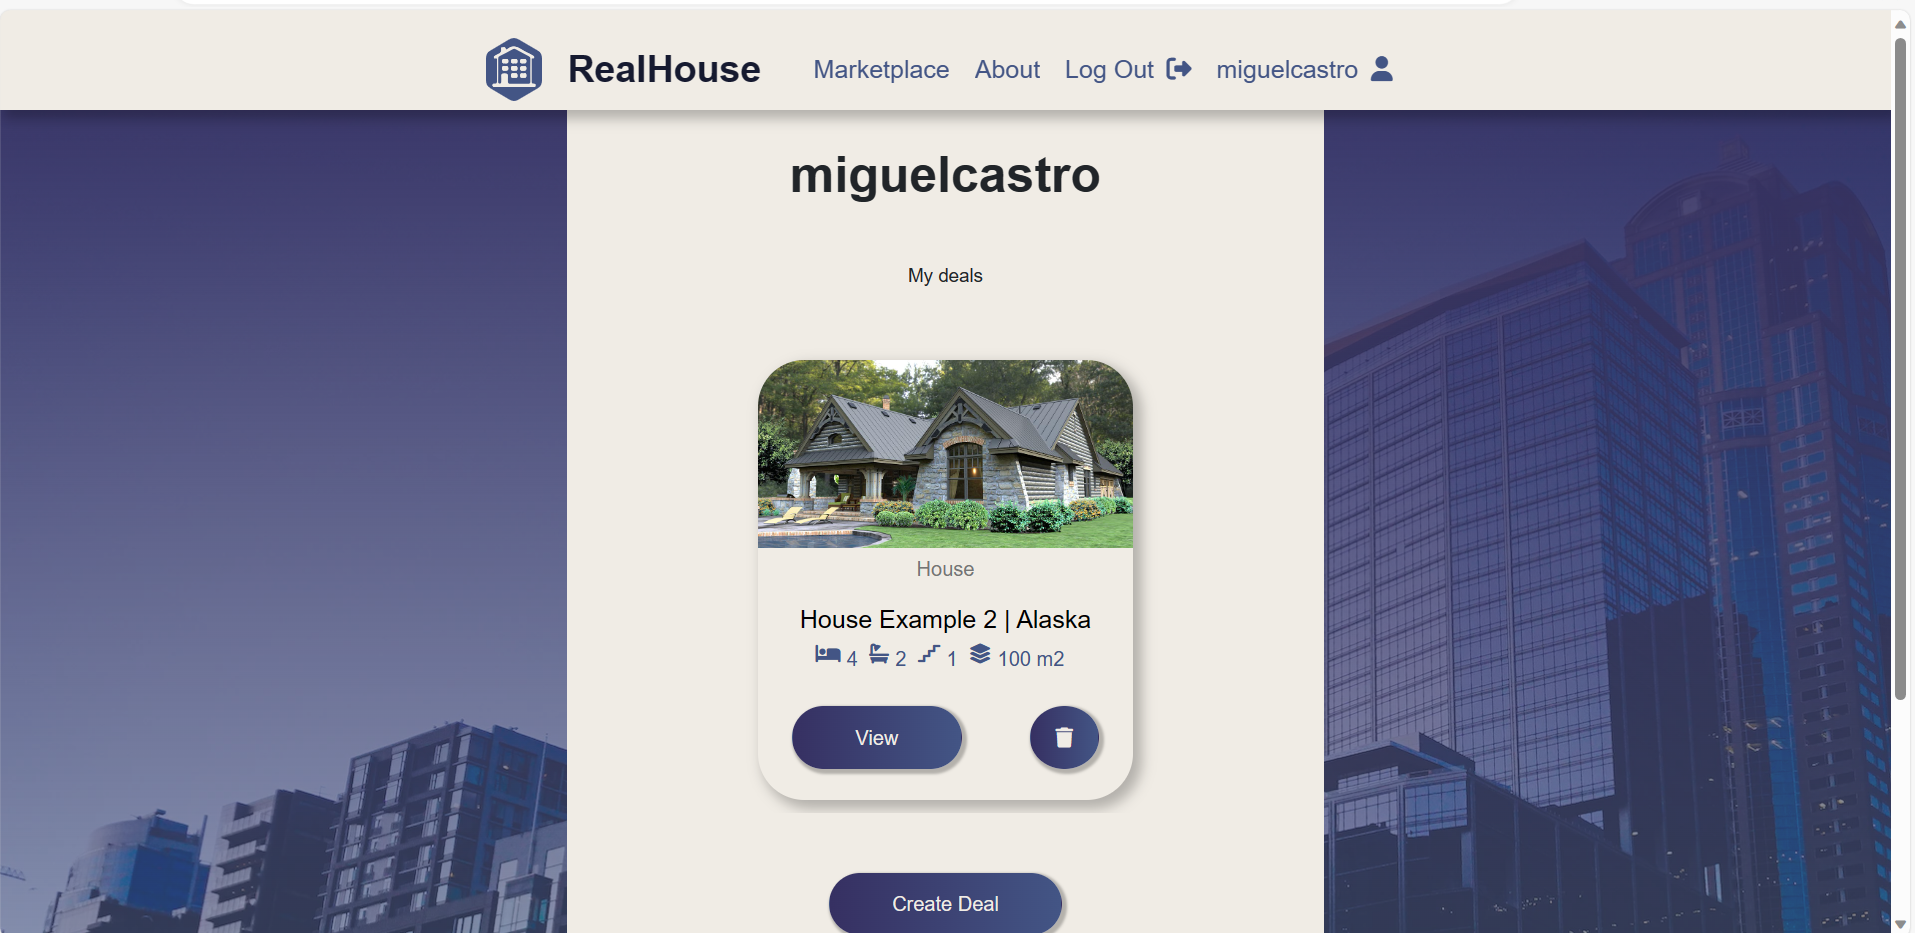 RealHouse Marketplace About Log Out miguelcastro
miguelcastro
My deals
House
House Example 2 | Alaska
4 2 1 100 m2
View
Create Deal